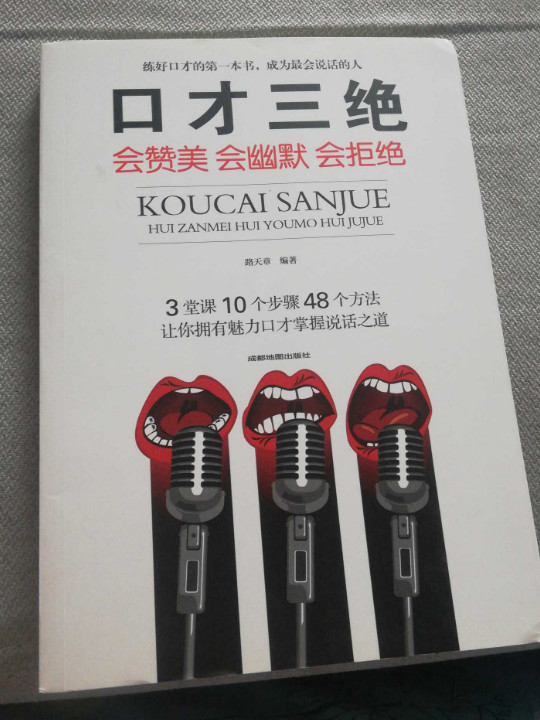 练好口才的第一本书，成为最会说话的人
口才三绝
会赞美 会幽默 会拒绝
KOUCAI SANJUE
HUI ZANMEI HUI YOUMO HUI JUJUE
路天章 编著
3堂课10个步骤48个方法
让你拥有魅力口才掌握说话之道
成都地图出版社